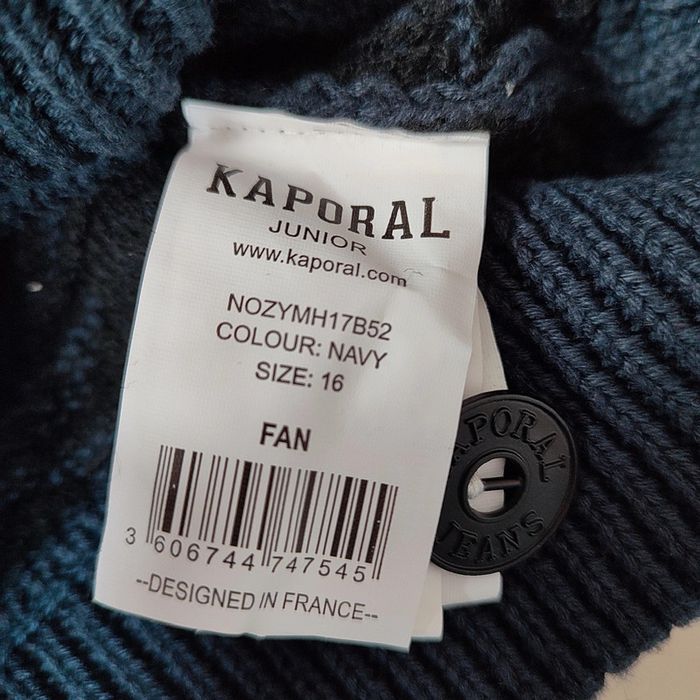 KAPORAL
JUNIOR
www.kaporal.com
NOZYMH17B52
COLOUR: NAVY
SIZE: 16
FAN
3 606744 747545
--DESIGNED IN FRANCE--
KAPORAL
JEANS